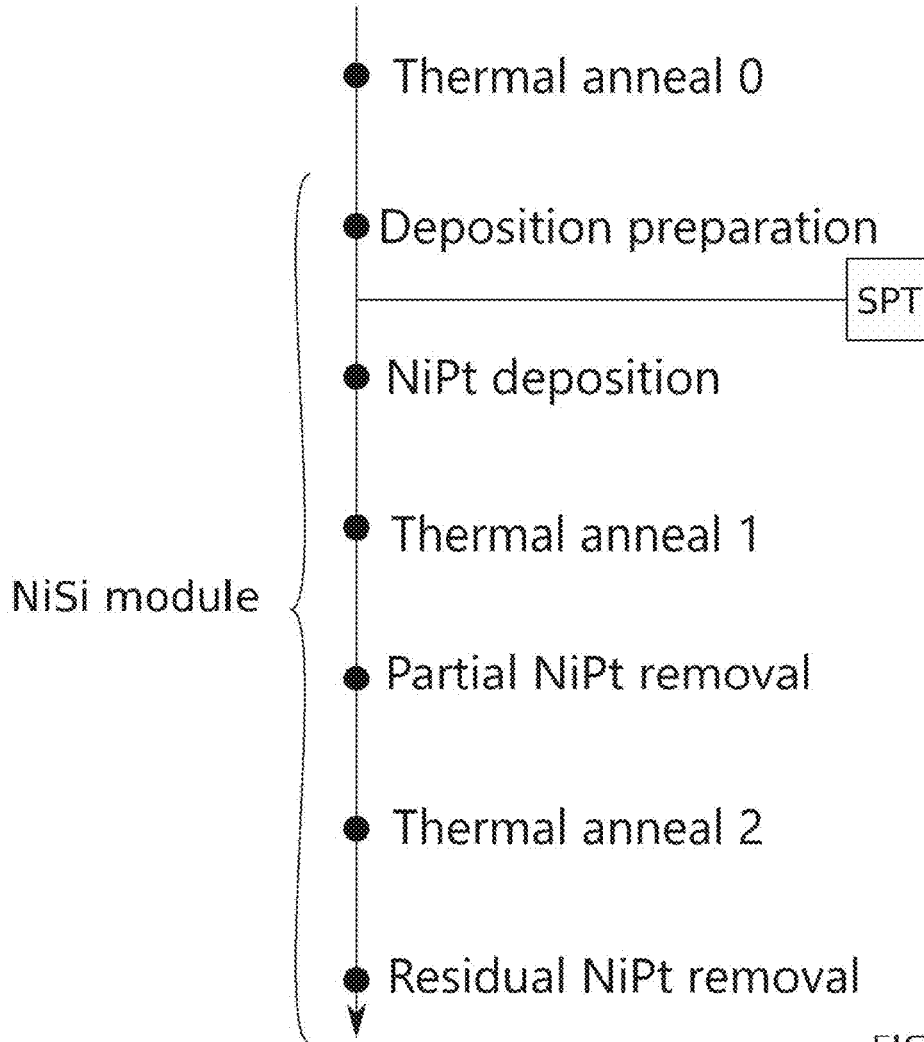 Thermal anneal 0
Deposition preparation
SPT
NiPt deposition
Thermal anneal 1
NiSi module
Partial NiPt removal
Thermal anneal 2
Residual NiPt removal